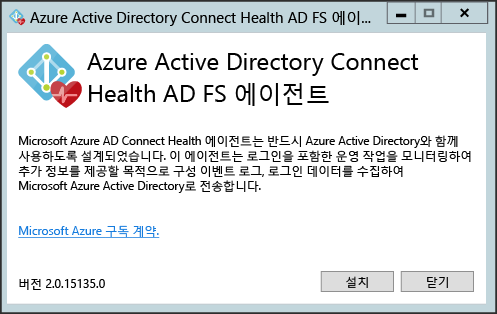 Azure Active Directory Connect Health AD FS 에이...
Azure Active Directory Connect
Health AD FS 에이전트
Microsoft Azure AD Connect Health 에이전트는 반드시 Azure Active Directory와 함께
사용하도록 설계되었습니다. 이 에이전트는 로그인을 포함한 운영 작업을 모니터링하여
추가 정보를 제공할 목적으로 구성 이벤트 로그, 로그인 데이터를 수집하여
Microsoft Azure Active Directory로 전송합니다.
Microsoft Azure 구독 계약.
버전 2.0.15135.0
설치
닫기